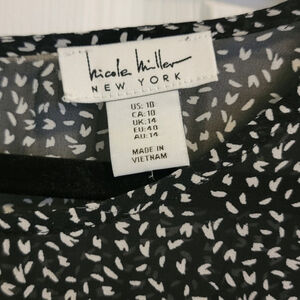 nicole miller
NEW YORK
US: 10
CA: 10
UK: 14
EU: 40
AU: 14
MADE IN
VIETNAM